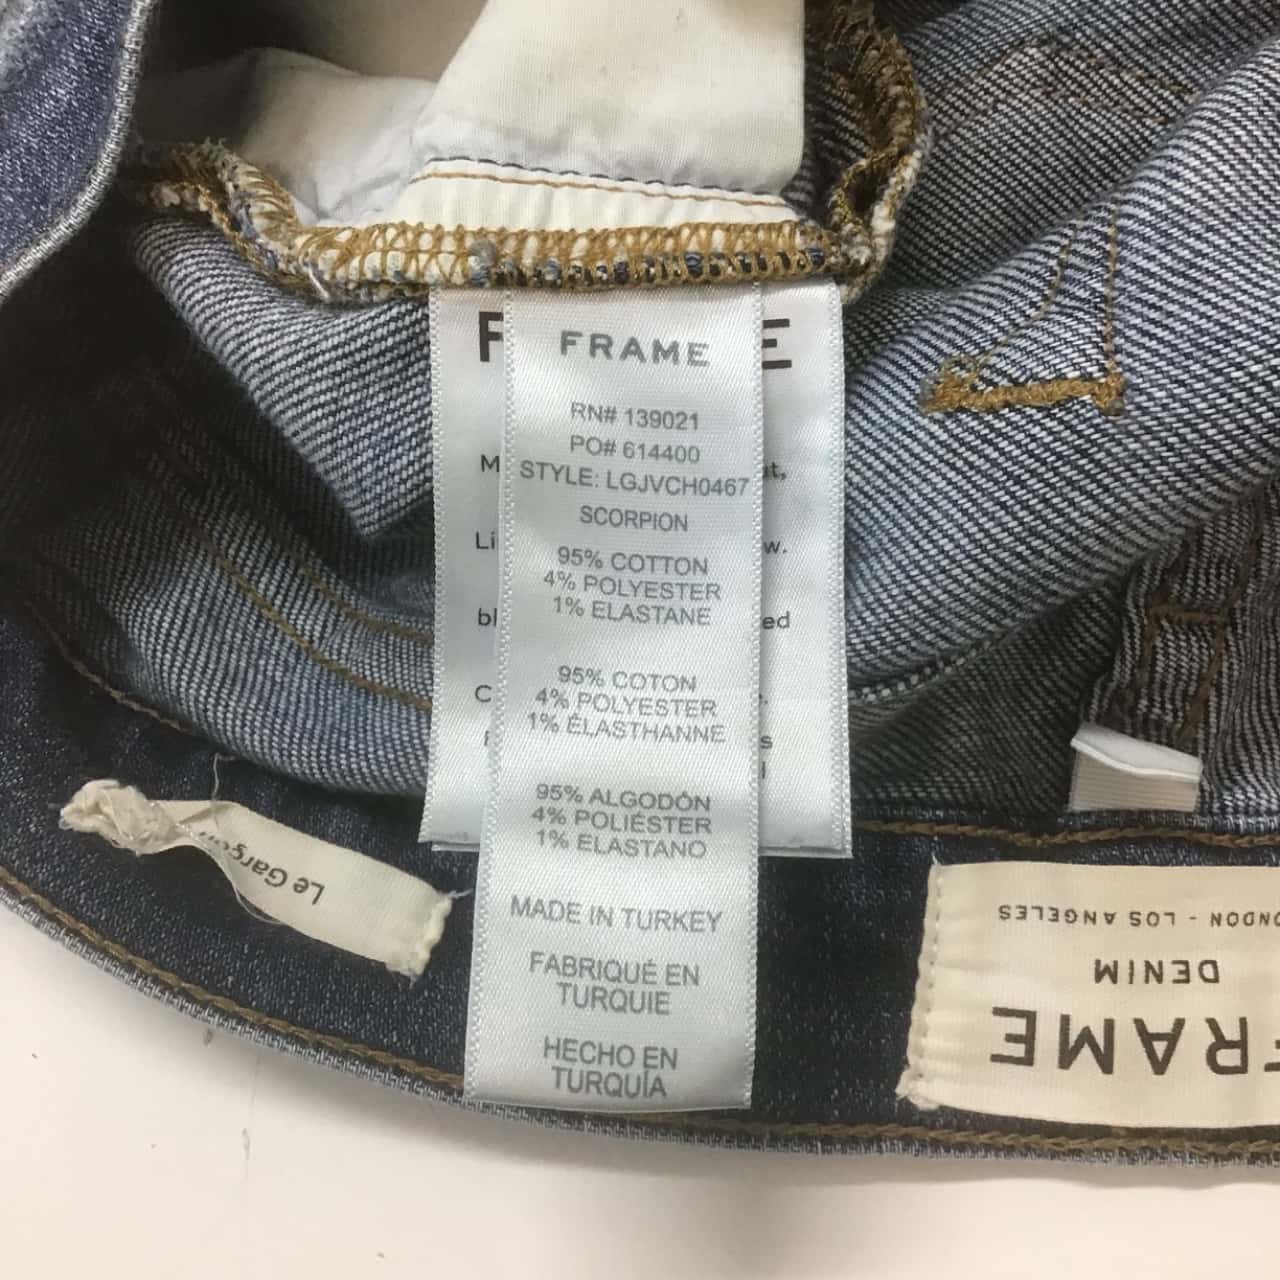 FRAME
RN# 139021
PO# 614400
STYLE: LGJVCH0467
SCORPION
95% COTTON
4% POLYESTER
1% ELASTANE
95% COTON
4% POLYESTER
1% ÉLASTHANNE
95% ALGODÓN
4% POLIÉSTER
1% ELASTANO
MADE IN TURKEY
FABRIQUÉ EN
TURQUIE
HECHO EN
TURQUÍA
Le Garçon
FRAME
DENIM
LONDON - LOS ANGELES